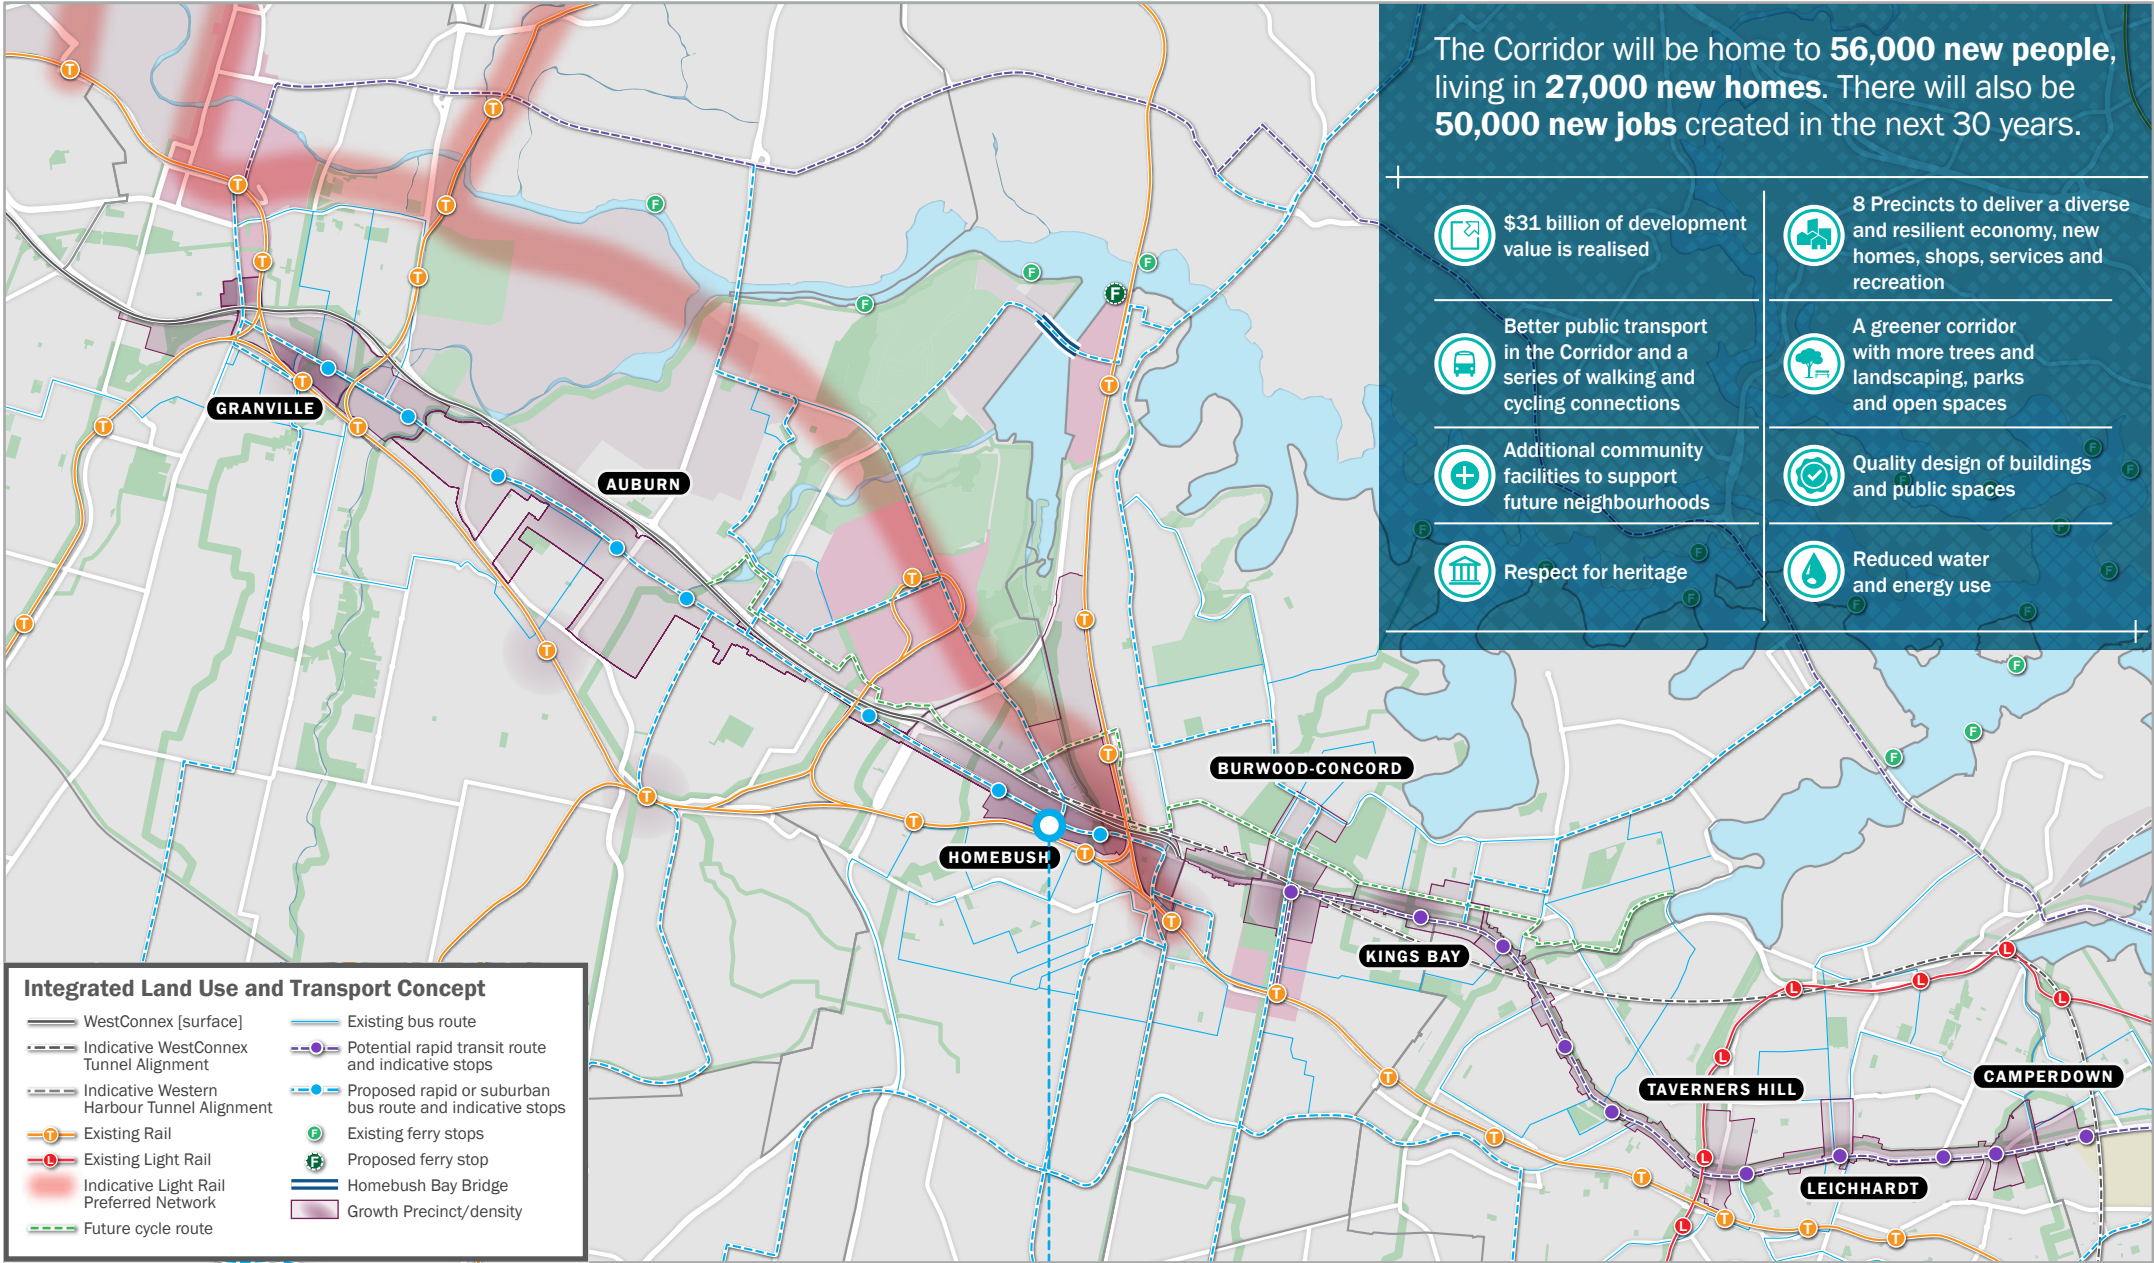 The Corridor will be home to 56,000 new people,
living in 27,000 new homes. There will also be
50,000 new jobs created in the next 30 years.
$31 billion of development
value is realised
8 Precincts to deliver a diverse
and resilient economy, new
homes, shops, services and
recreation
Better public transport
in the Corridor and a
series of walking and
cycling connections
A greener corridor
with more trees and
landscaping, parks
and open spaces
Additional community
facilities to support
future neighbourhoods
Quality design of buildings
and public spaces
Respect for heritage
Reduced water
and energy use
GRANVILLE
AUBURN
BURWOOD-CONCORD
HOMEBUSH
KINGS BAY
TAVERNERS HILL
CAMPERDOWN
LEICHHARDT
Integrated Land Use and Transport Concept
WestConnex [surface]
Indicative WestConnex
Tunnel Alignment
Indicative Western
Harbour Tunnel Alignment
T Existing Rail
L Existing Light Rail
Indicative Light Rail
Preferred Network
Future cycle route
Existing bus route
Potential rapid transit route
and indicative stops
Proposed rapid or suburban
bus route and indicative stops
F Existing ferry stops
F Proposed ferry stop
Homebush Bay Bridge
Growth Precinct/density